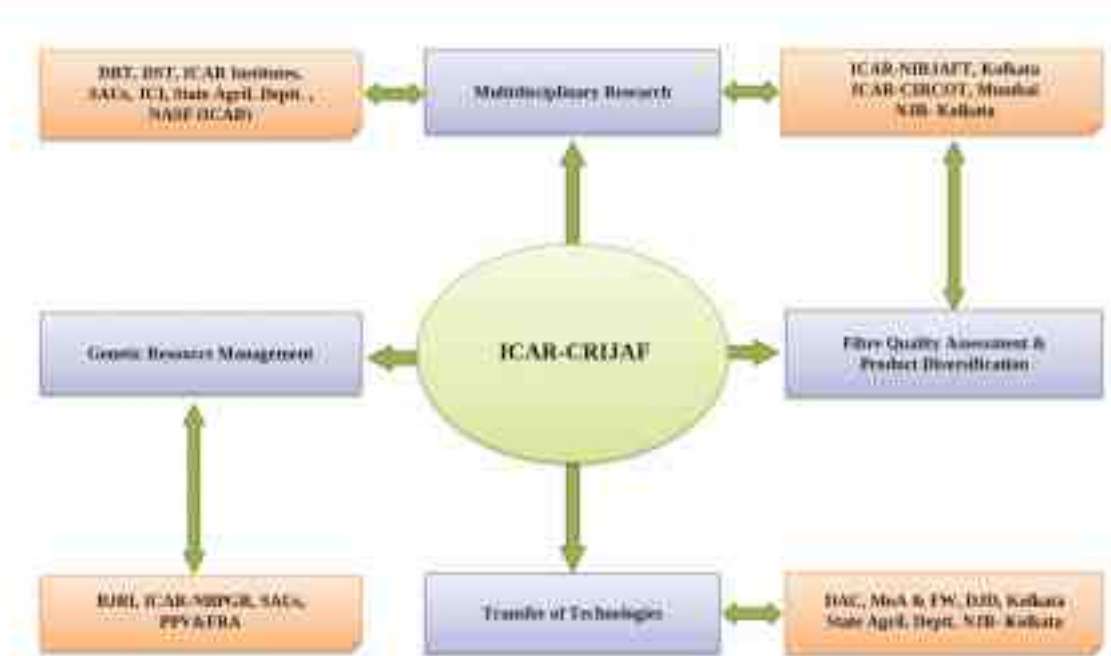 DBT, DST, ICAR Institutes,
SAUs, JCI, State Agril. Deptt. ,
NASF (ICAR)
Multidisciplinary Research
ICAR-NIRJAFT, Kolkata
ICAR-CIRCOT, Mumbai
NJB- Kolkata
Genetic Resource Management
ICAR-CRIJAF
Fibre Quality Assessment &
Product Diversification
BJRI, ICAR-NBPGR, SAUs,
PPV&FRA
Transfer of Technologies
DAC, MoA & FW, DJD, Kolkata
State Agril. Deptt. NJB- Kolkata